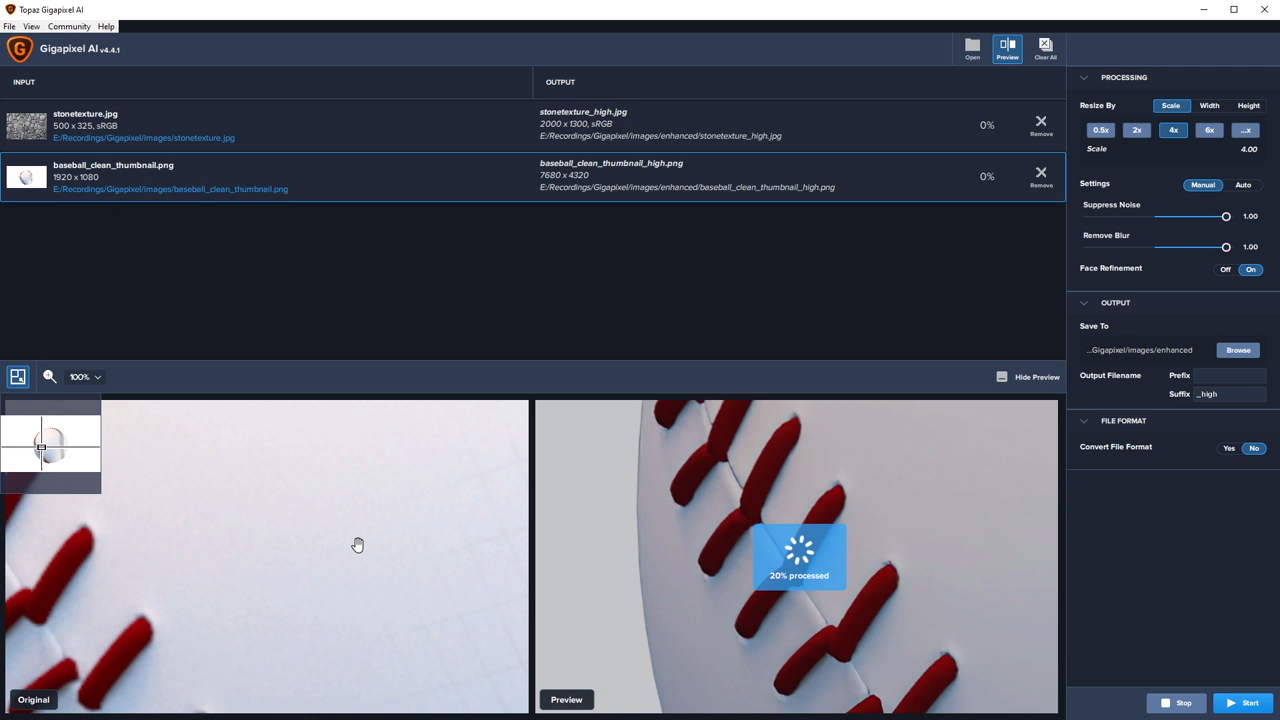 Topaz Gigapixel AI
File View Community Help
Gigapixel AI v4.4.1
Open Preview Clear All
INPUT OUTPUT
stonetexture.jpg
500 x 325, sRGB
E:/Recordings/Gigapixel/images/stonetexture.jpg
stonetexture_high.jpg
2000 x 1300, sRGB
E:/Recordings/Gigapixel/images/enhanced/stonetexture_high.jpg
0%
Remove
baseball_clean_thumbnail.png
1920 x 1080
E:/Recordings/Gigapixel/images/baseball_clean_thumbnail.png
baseball_clean_thumbnail_high.png
7680 x 4320
E:/Recordings/Gigapixel/images/enhanced/baseball_clean_thumbnail_high.png
0%
Remove
100%
Hide Preview
20% processed
Original
Preview
PROCESSING
Resize By Scale Width Height
0.5x 2x 4x 6x ...x
Scale 4.00
Settings Manual Auto
Suppress Noise
1.00
Remove Blur
1.00
Face Refinement Off On
OUTPUT
Save To
...Gigapixel/images/enhanced Browse
Output Filename Prefix
Suffix _high
FILE FORMAT
Convert File Format Yes No
Stop Start